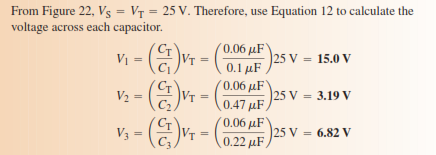 From Figure 22, V_S = V_T = 25 V. Therefore, use Equation 12 to calculate the
voltage across each capacitor.
V_1 = (C_T / C_1) V_T = (0.06 μF / 0.1 μF) 25 V = 15.0 V
V_2 = (C_T / C_2) V_T = (0.06 μF / 0.47 μF) 25 V = 3.19 V
V_3 = (C_T / C_3) V_T = (0.06 μF / 0.22 μF) 25 V = 6.82 V